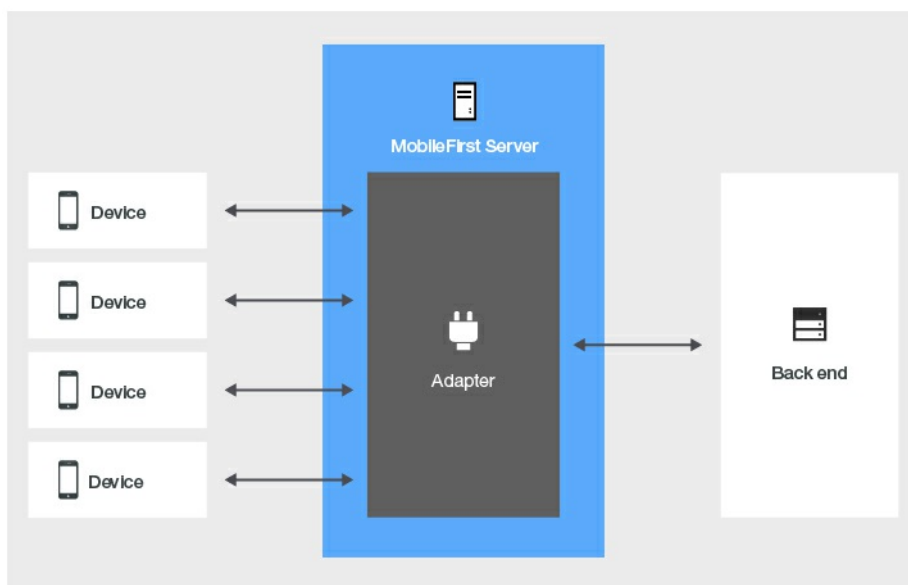 MobileFirst Server
Device
Device
Device
Device
Adapter
Back end